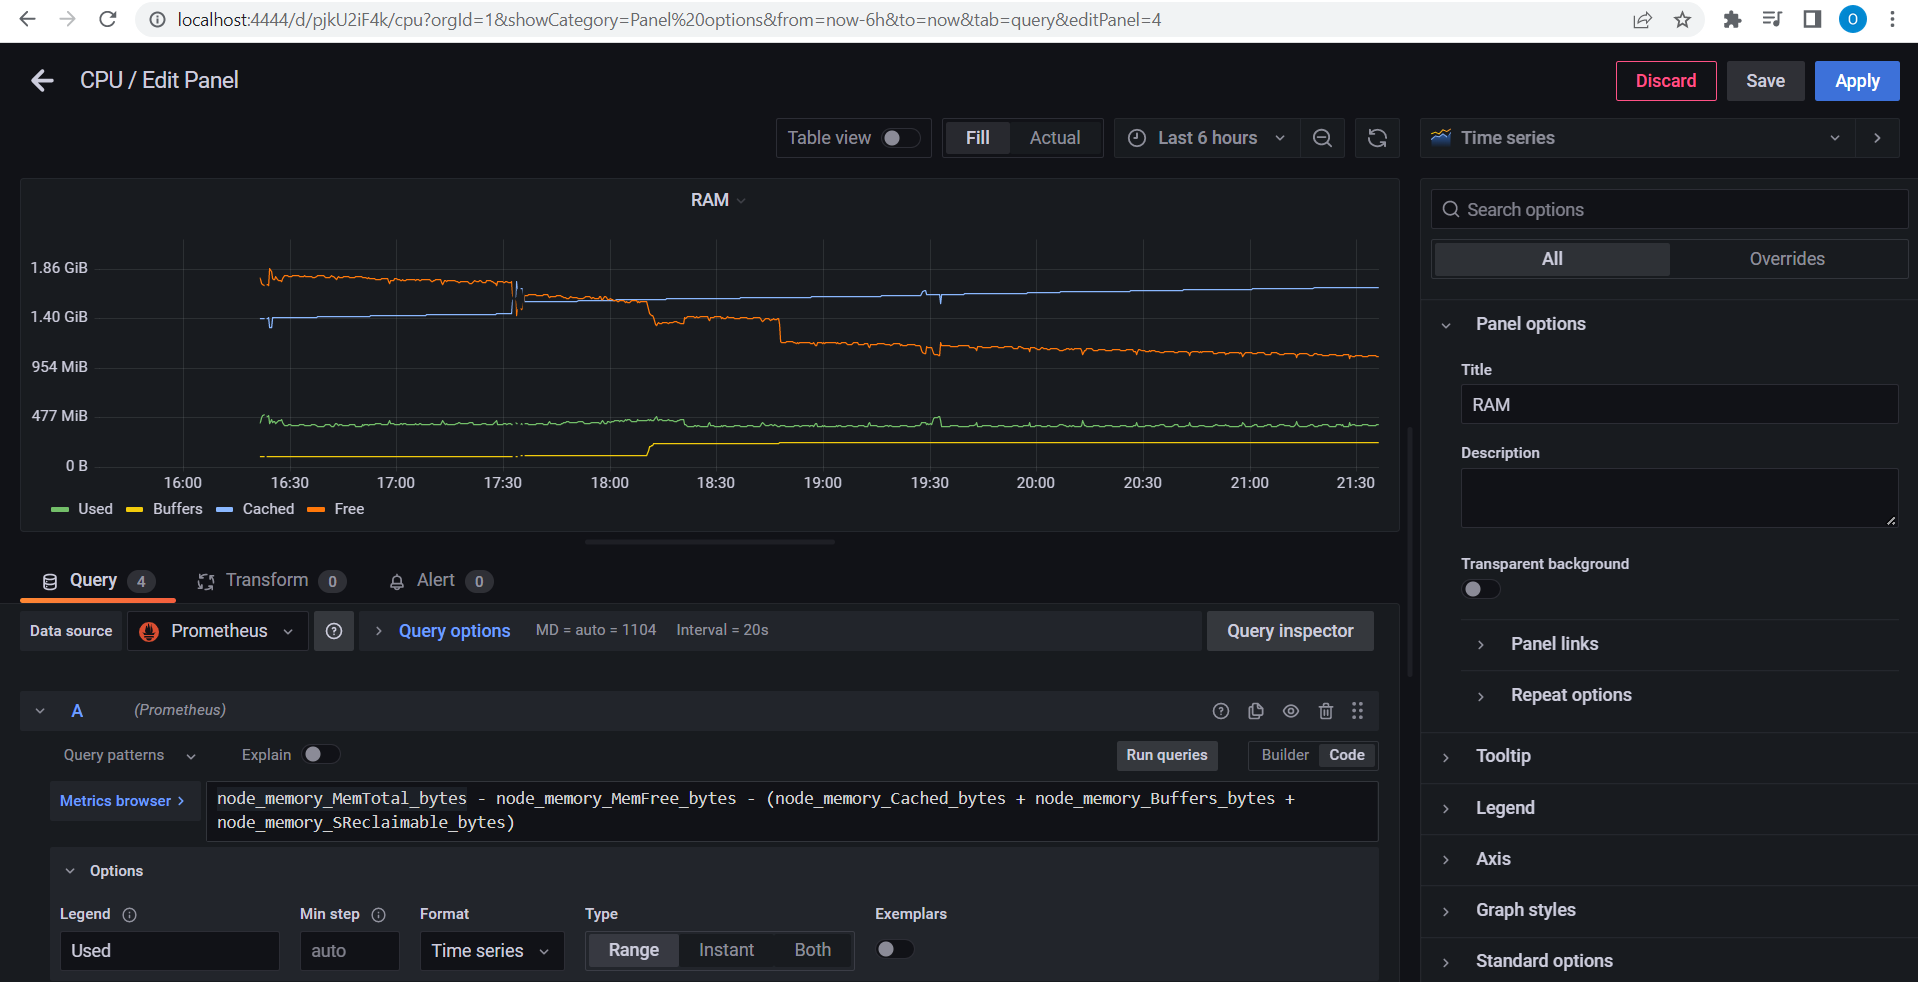 localhost:4444/d/pjkU2iF4k/cpu?orgId=1&showCategory=Panel%20options&from=now-6h&to=now&tab=query&editPanel=4
O
CPU / Edit Panel
Discard
Save
Apply
Table view
Fill
Actual
Last 6 hours
Time series
RAM
1.86 GiB
1.40 GiB
954 MiB
477 MiB
0 B
16:00
16:30
17:00
17:30
18:00
18:30
19:00
19:30
20:00
20:30
21:00
21:30
Used
Buffers
Cached
Free
Search options
All
Overrides
Panel options
Title
RAM
Description
Transparent background
Panel links
Repeat options
Tooltip
Legend
Axis
Graph styles
Standard options
Query 4
Transform 0
Alert 0
Data source
Prometheus
Query options
MD = auto = 1104
Interval = 20s
Query inspector
A
(Prometheus)
Query patterns
Explain
Run queries
Builder
Code
Metrics browser >
node_memory_MemTotal_bytes - node_memory_MemFree_bytes - (node_memory_Cached_bytes + node_memory_Buffers_bytes +
node_memory_SReclaimable_bytes)
Options
Legend
Min step
Format
Type
Exemplars
Used
auto
Time series
Range
Instant
Both